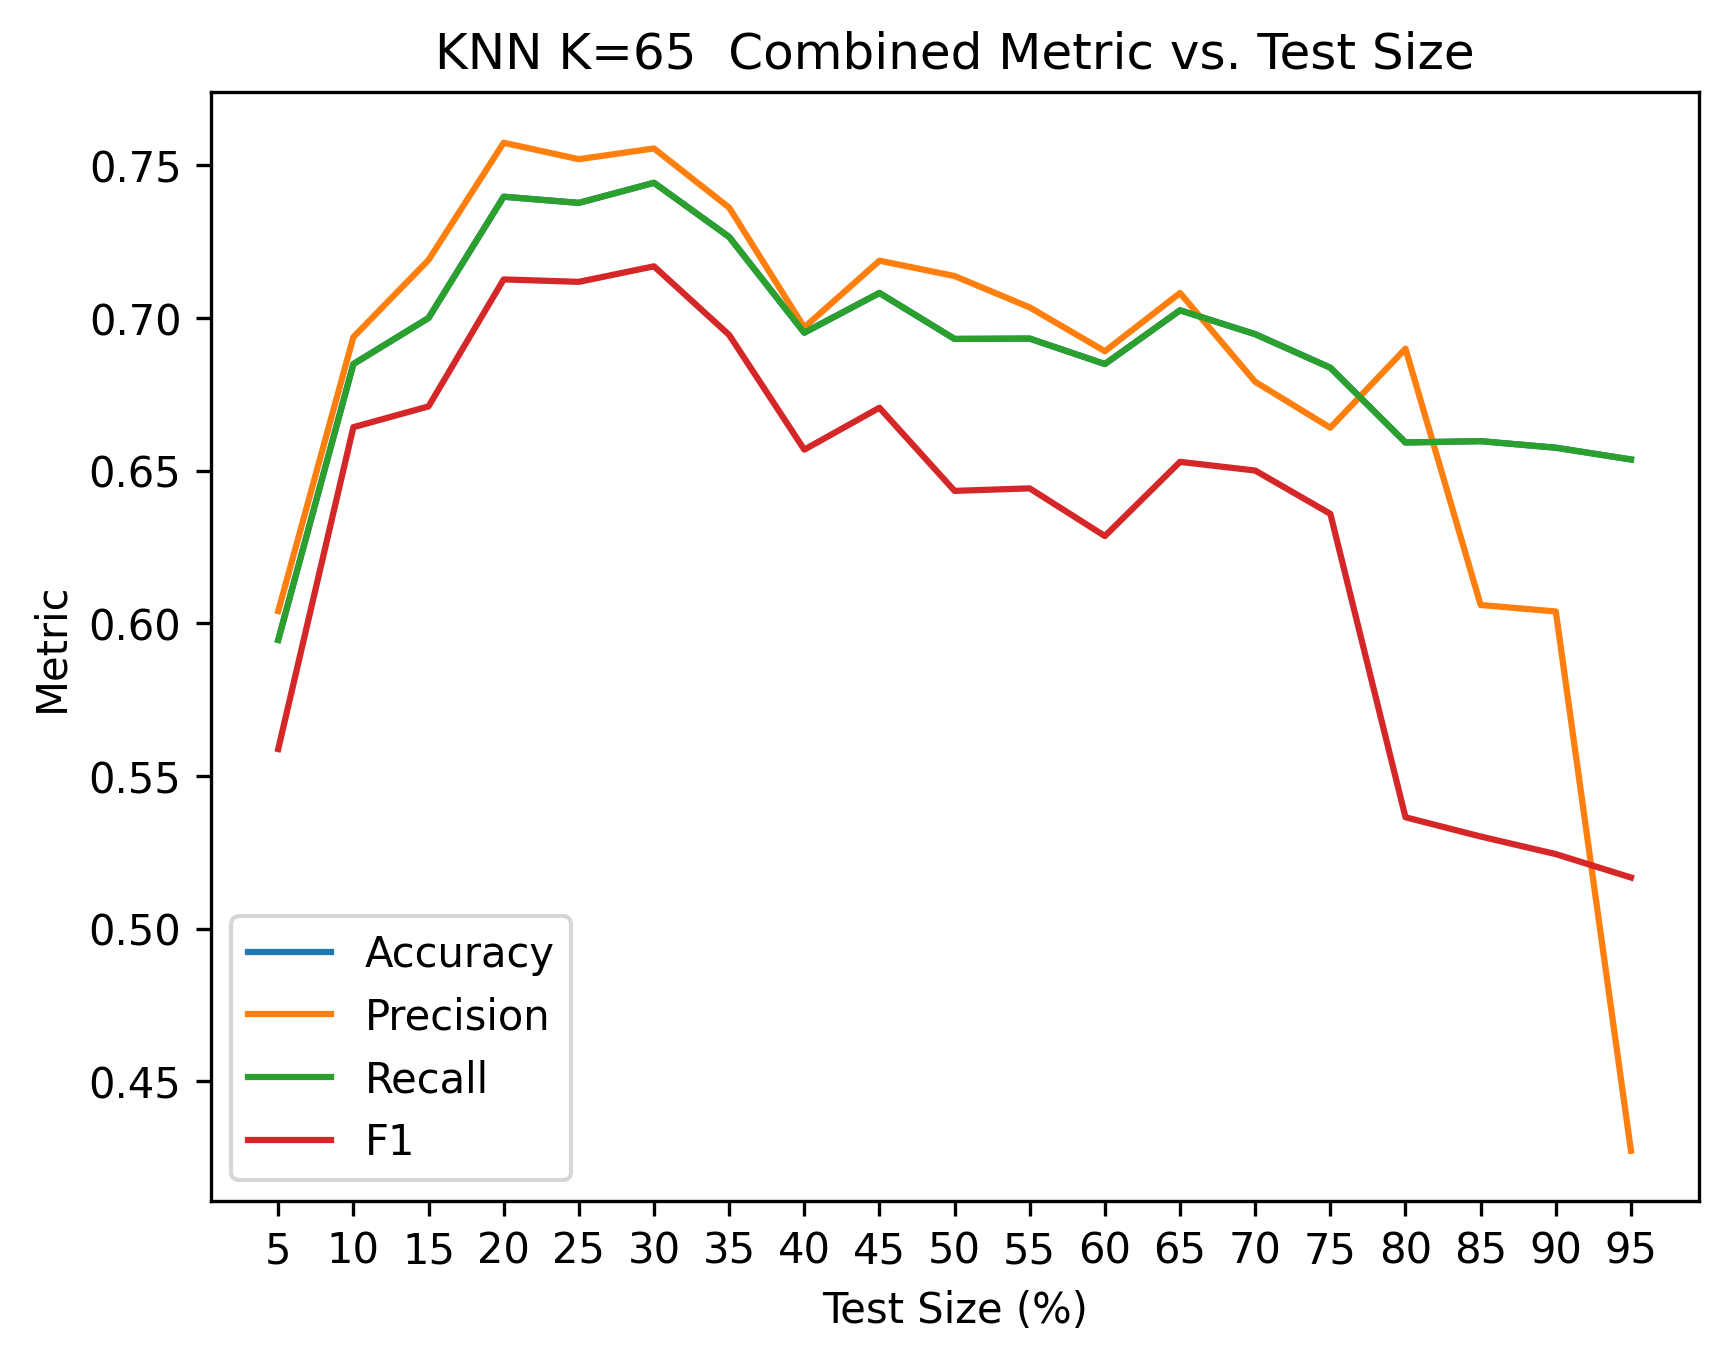 KNN K=65  Combined Metric vs. Test Size
Metric
0.75
0.70
0.65
0.60
0.55
0.50
0.45
Accuracy
Precision
Recall
F1
5 10 15 20 25 30 35 40 45 50 55 60 65 70 75 80 85 90 95
Test Size (%)